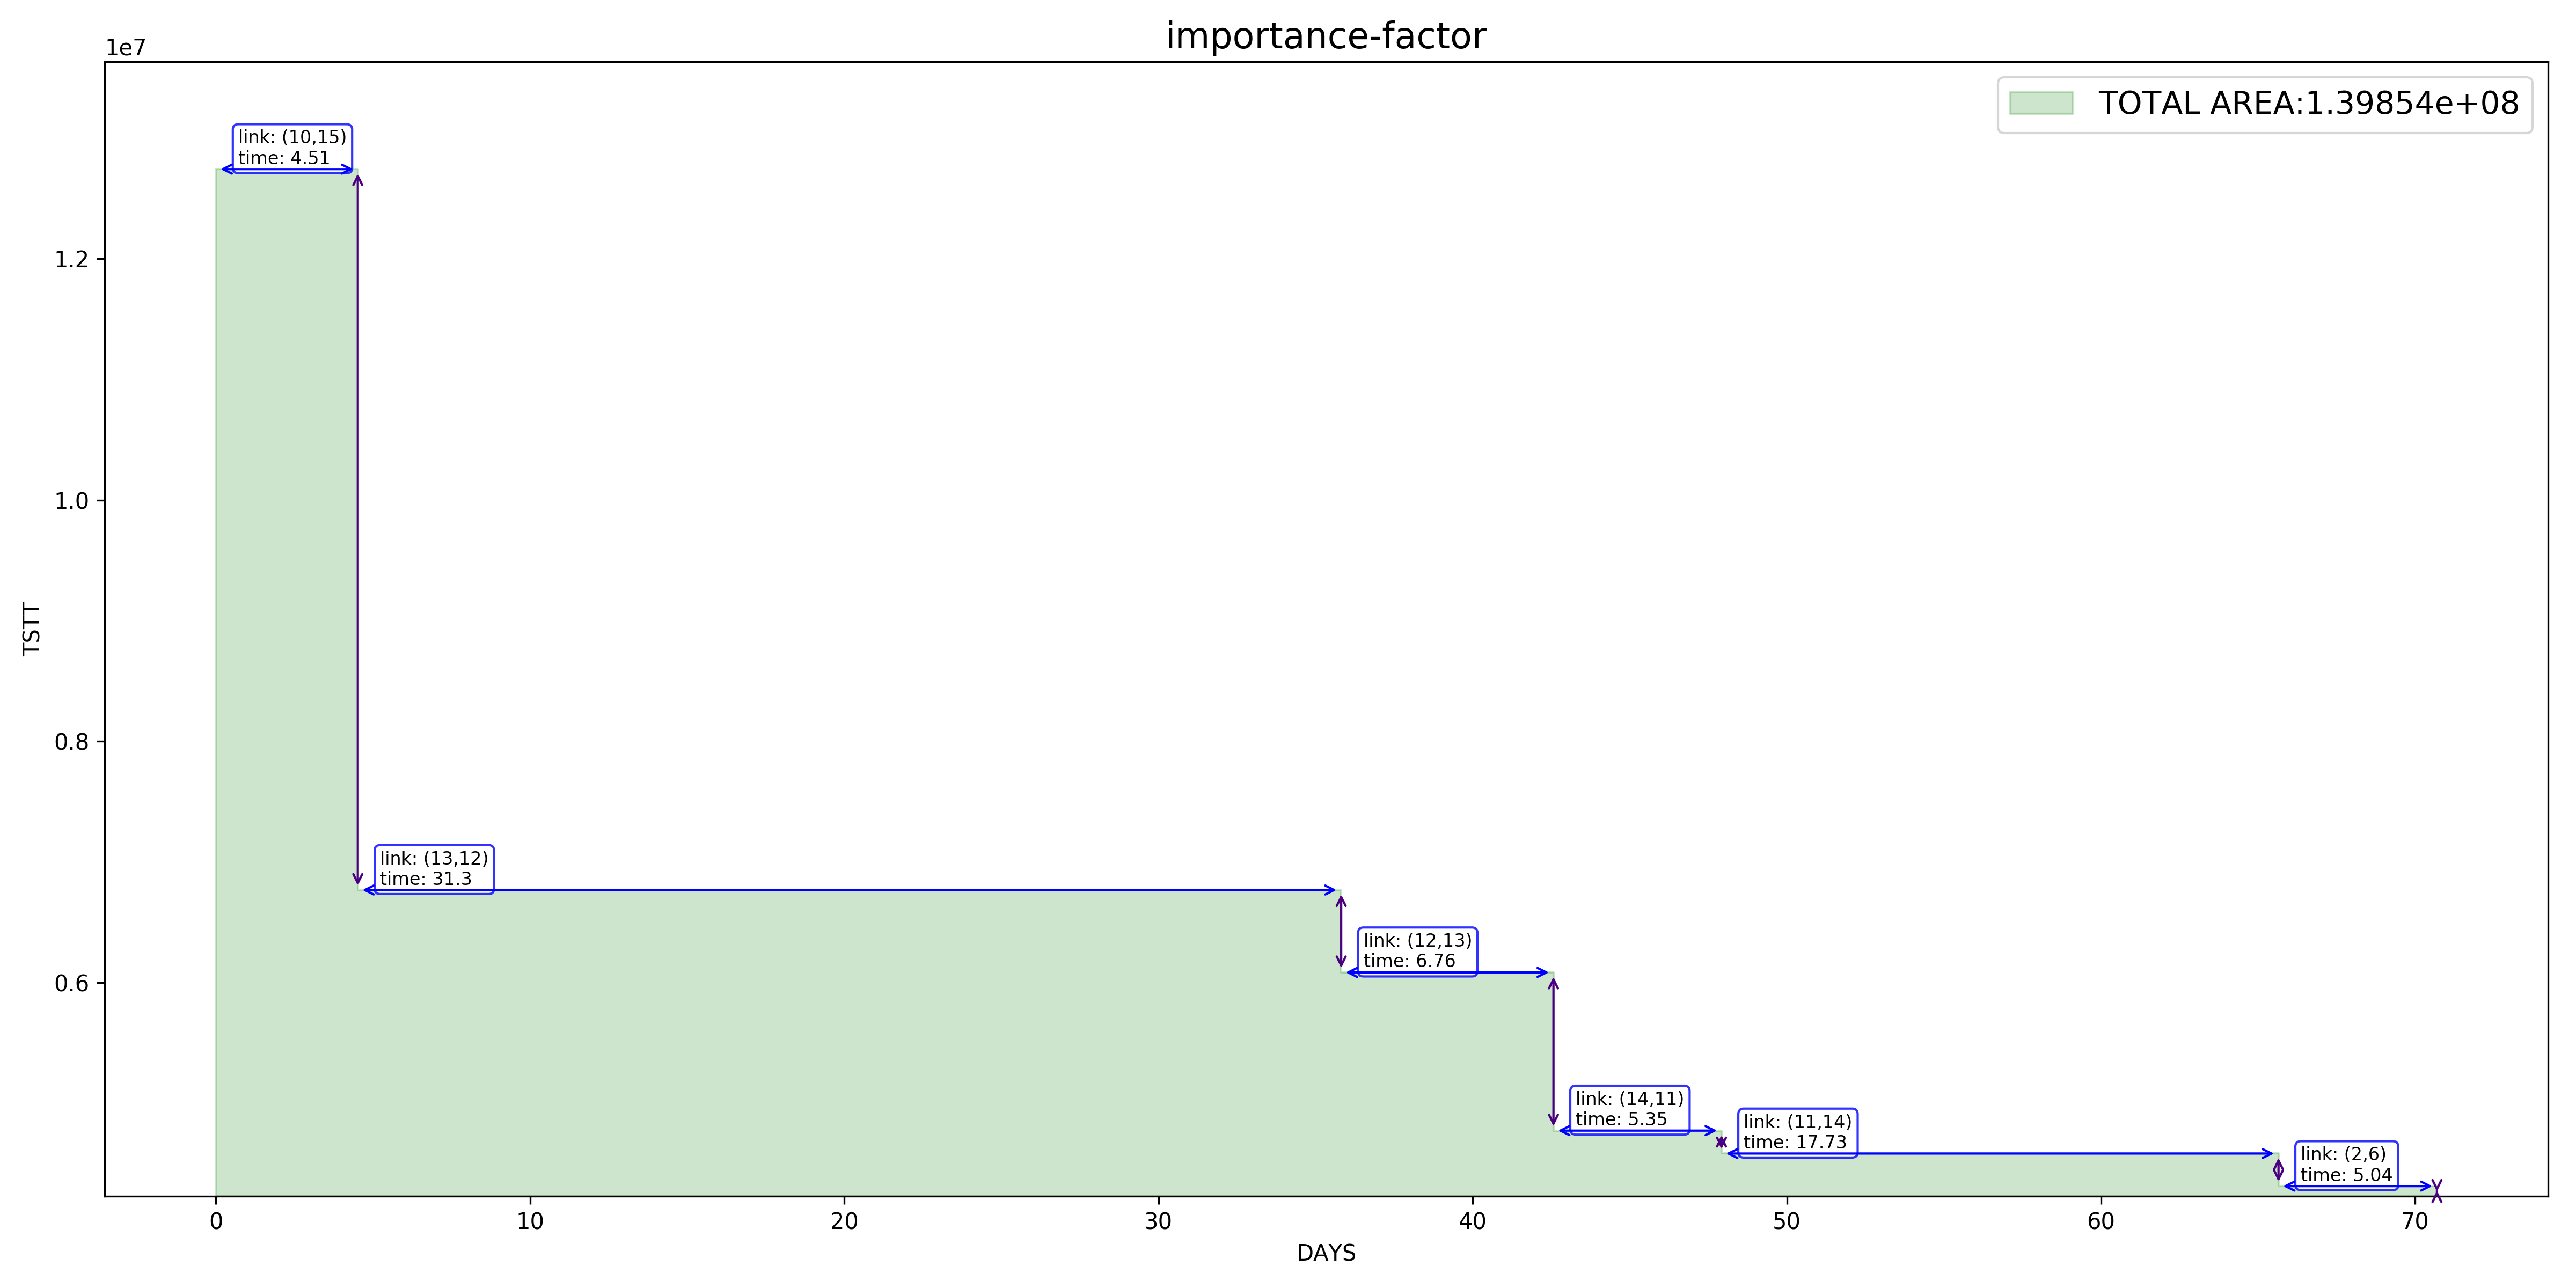 importance-factor
1e7
TOTAL AREA:1.39854e+08
link: (10,15)
time: 4.51
1.2
1.0
TSTT
0.8
link: (13,12)
time: 31.3
link: (12,13)
time: 6.76
0.6
link: (14,11)
time: 5.35
link: (11,14)
time: 17.73
link: (2,6)
time: 5.04
0 10 20 30 40 50 60 70
DAYS